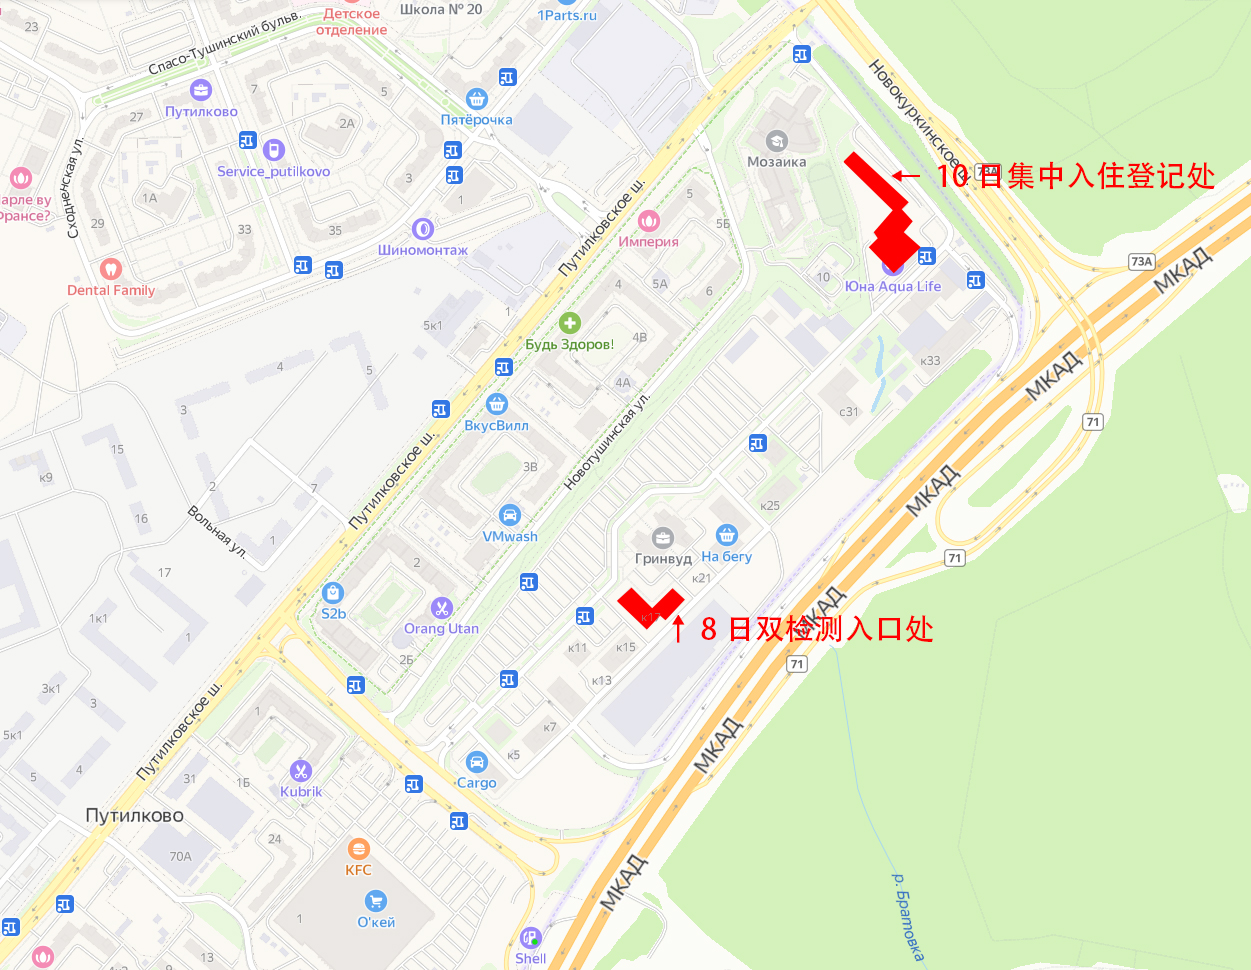 Школа № 20
Детское
отделение
1Parts.ru
Спасо-Тушинский бульв.
Путилково
Пятёрочка
Service_putilkovo
Мозаика
Новокуркинское
73А
10日集中入住登记处
Сходненская ул.
Шиномонтаж
Dental Family
Империя
Путилковское ш.
Юна Aqua Life
73А
МКАД
27
7
5
2А
3
1А
33
29
35
5
5Б
5А
4
6
10
5к1
1
Будь Здоров!
4В
4А
к33
с31
МКАД
71
ВкусВилл
Новотушинская ул.
4
5
3
15
к9
2
7
16
1
17
Путилковское ш.
Вольная ул.
3В
VMwash
МКАД
к25
Гринвуд
На бегу
к21
71
2
S2b
Orang Utan
2Б
1к1
3к1
3
5к1
5
8日双检测入口处
МКАД
71
к17
к11
к15
к13
к7
к5
Cargo
МКАД
Путилковское ш.
1
1Б
31
Kubrik
Путилково
24
70А
KFC
О'кей
1
МКАД
Shell
р. Братовка